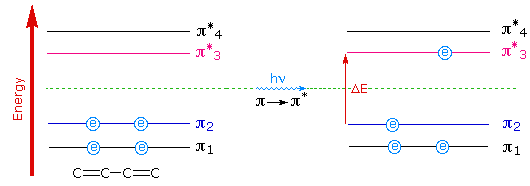 Energy
π*4
π*3
e e π2
e e π1
C=C-C=C
hν
π→π*
π*4
e π*3
ΔE
e π2
e e π1